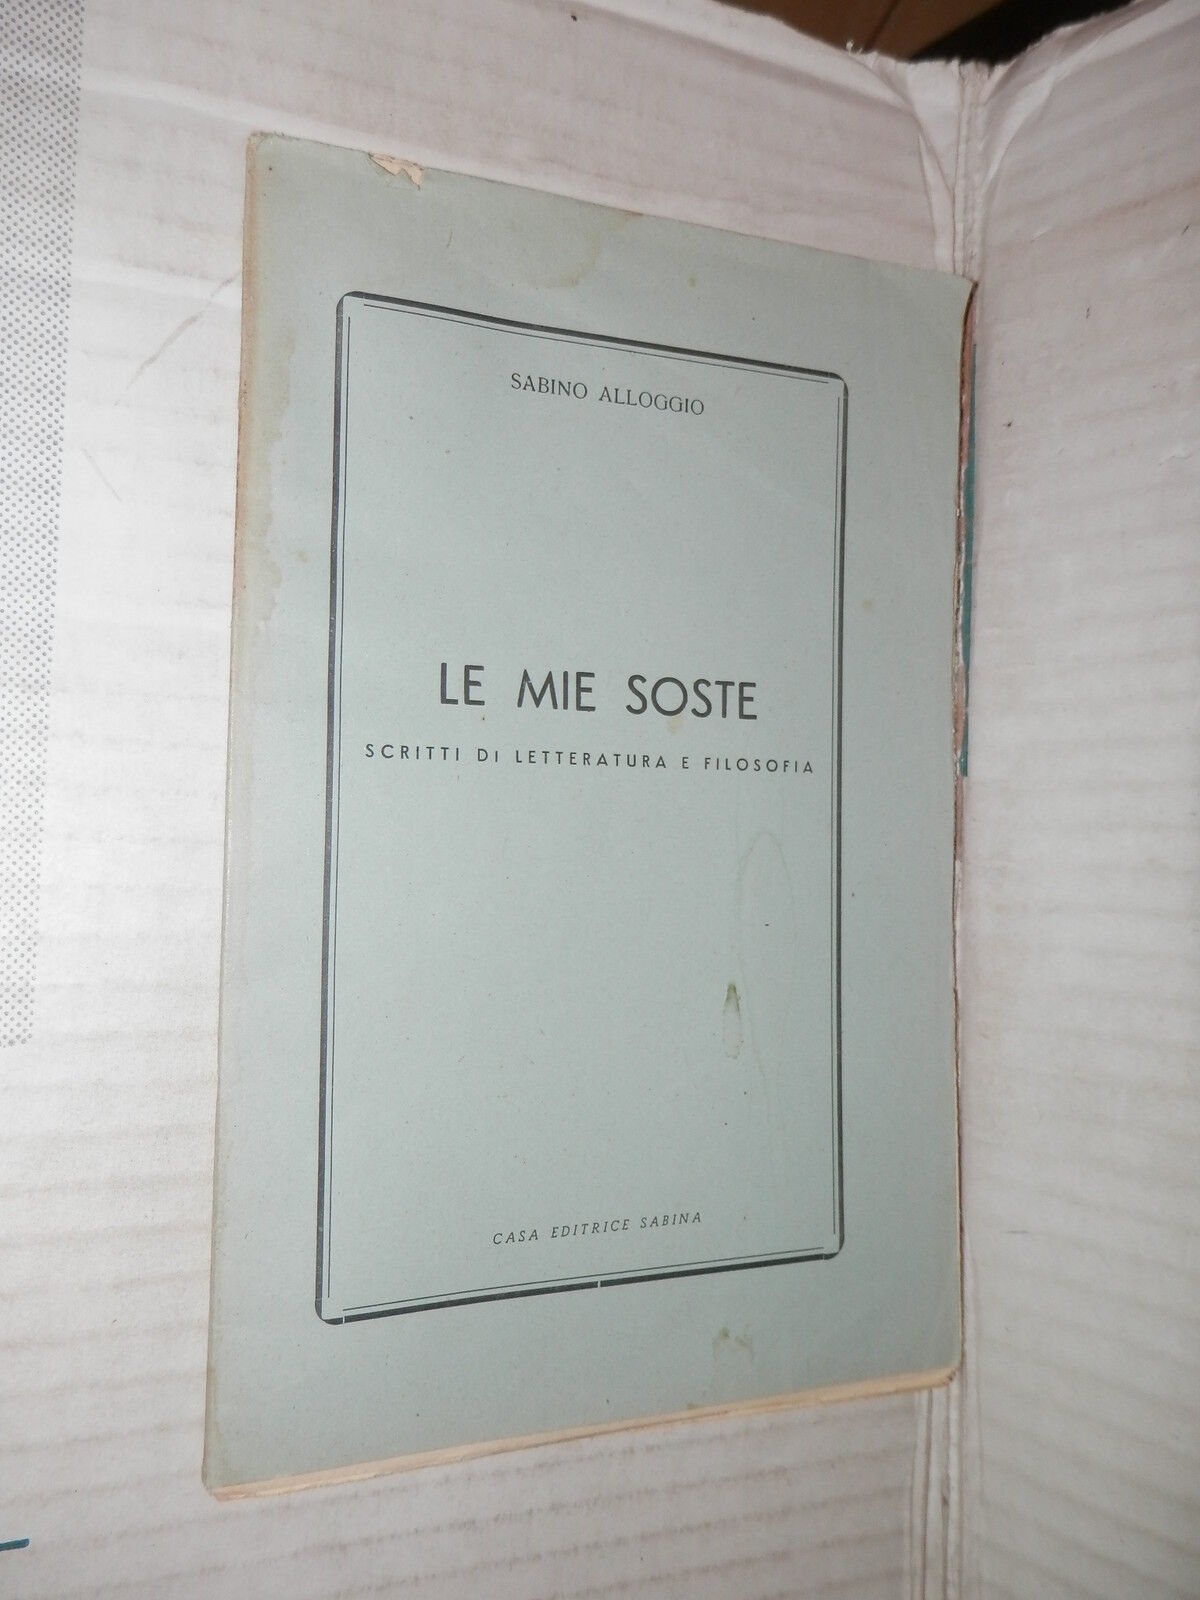 SABINO ALLOGGIO
LE MIE SOSTE
SCRITTI DI LETTERATURA E FILOSOFIA
CASA EDITRICE SABINA